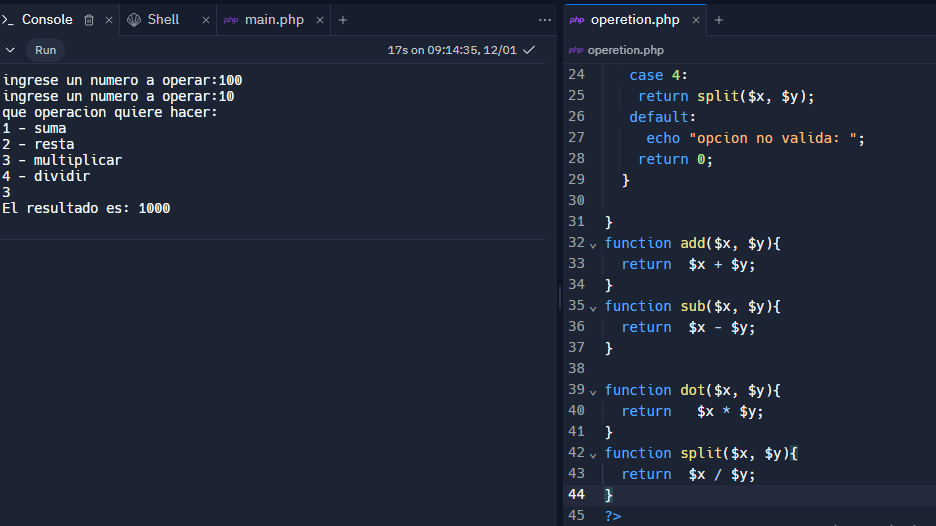 Console
Shell
main.php
Run
17s on 09:14:35, 12/01
ingrese un numero a operar:100
ingrese un numero a operar:10
que operacion quiere hacer:
1 - suma
2 - resta
3 - multiplicar
4 - dividir
3
El resultado es: 1000
php operetion.php
php operetion.php
24 case 4:
25 return split($x, $y);
26 default:
27 echo "opcion no valida: ";
28 return 0;
29 }
30
31 }
32 function add($x, $y){
33 return $x + $y;
34 }
35 function sub($x, $y){
36 return $x - $y;
37 }
38
39 function dot($x, $y){
40 return $x * $y;
41 }
42 function split($x, $y){
43 return $x / $y;
44 }
45 ?>